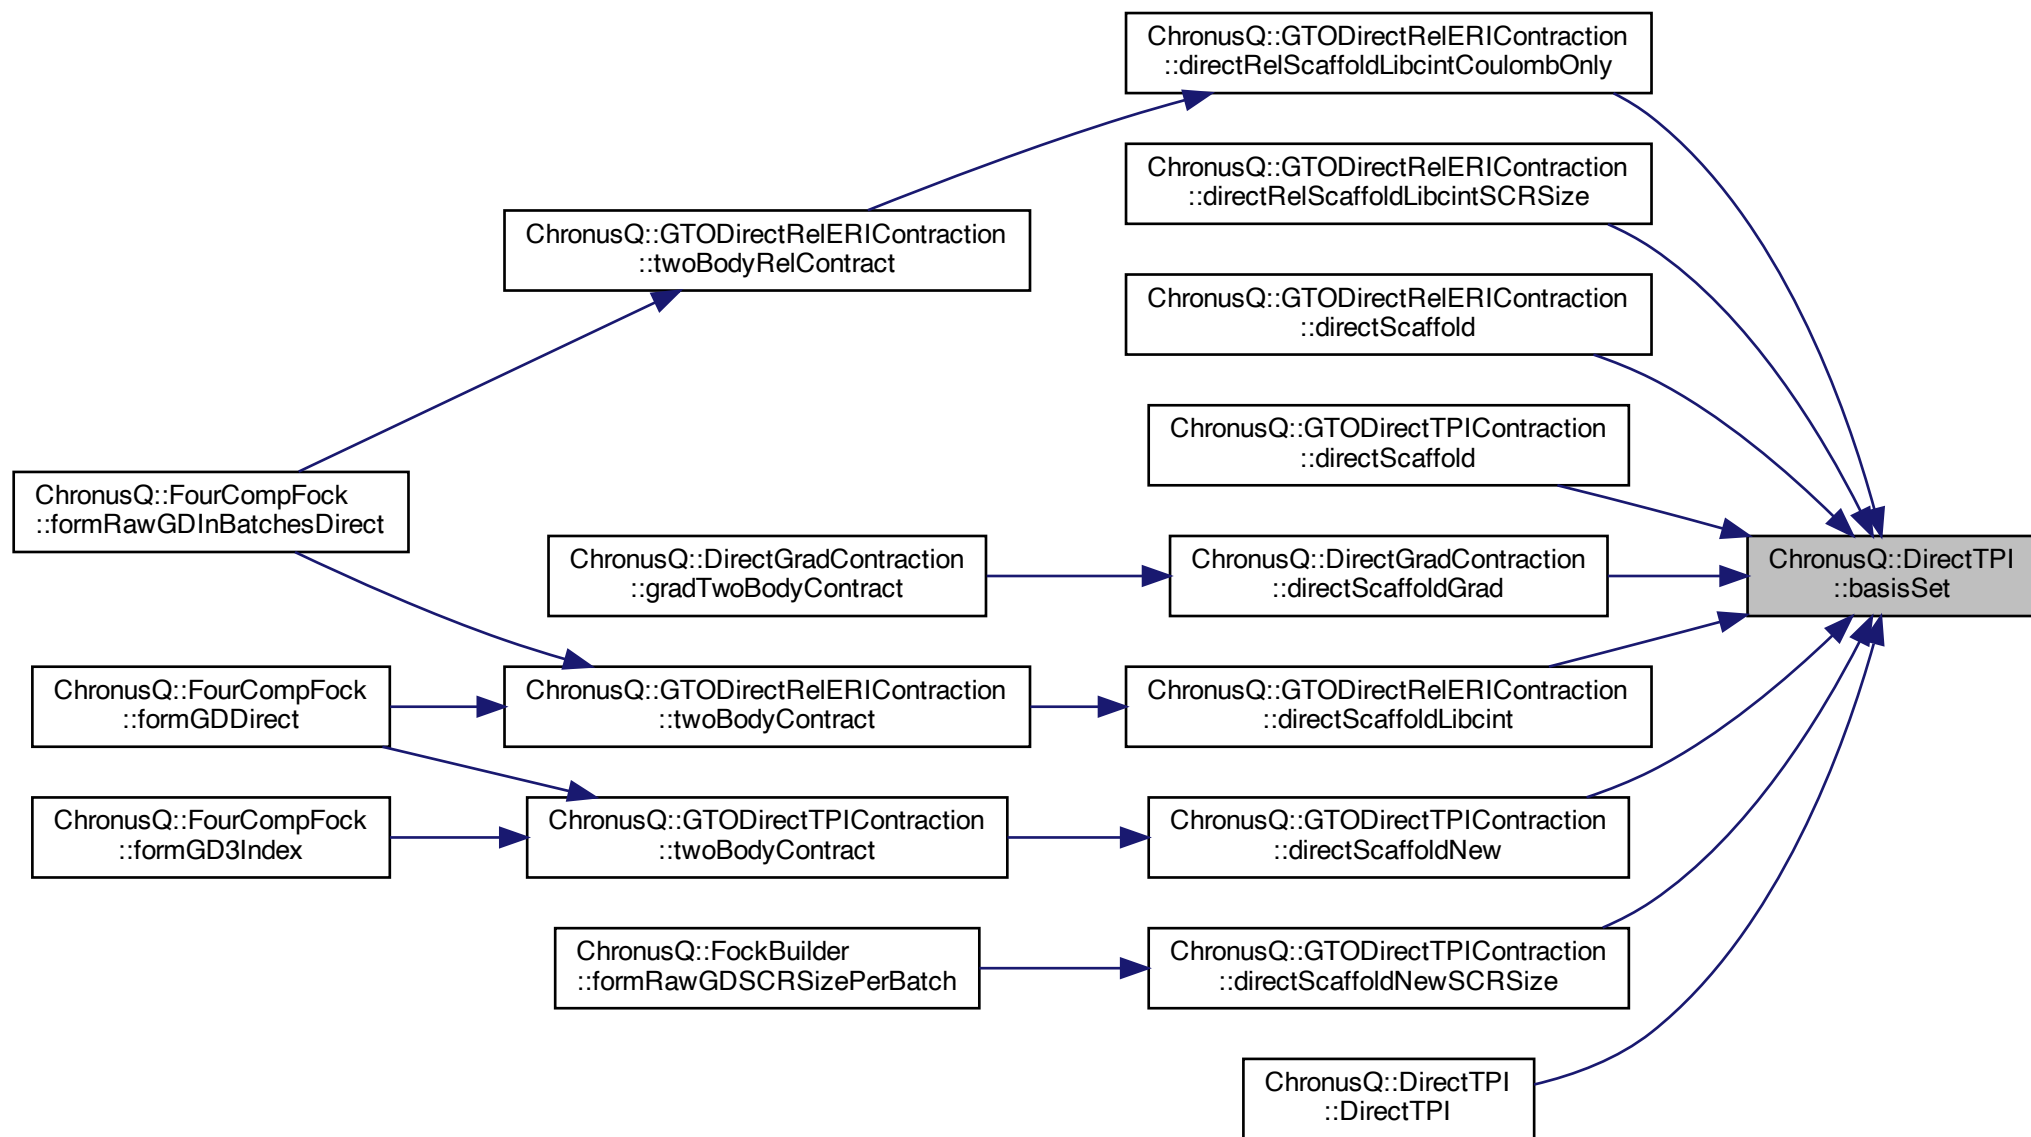 ChronusQ::GTODirectRelERIContraction
::directRelScaffoldLibcintCoulombOnly
ChronusQ::GTODirectRelERIContraction
::directRelScaffoldLibcintSCRSize
ChronusQ::GTODirectRelERIContraction
::twoBodyRelContract
ChronusQ::GTODirectRelERIContraction
::directScaffold
ChronusQ::GTODirectTPIContraction
::directScaffold
ChronusQ::FourCompFock
::formRawGDInBatchesDirect
ChronusQ::DirectGradContraction
::gradTwoBodyContract
ChronusQ::DirectGradContraction
::directScaffoldGrad
ChronusQ::DirectTPI
::basisSet
ChronusQ::FourCompFock
::formGDDirect
ChronusQ::GTODirectRelERIContraction
::twoBodyContract
ChronusQ::GTODirectRelERIContraction
::directScaffoldLibcint
ChronusQ::FourCompFock
::formGD3Index
ChronusQ::GTODirectTPIContraction
::twoBodyContract
ChronusQ::GTODirectTPIContraction
::directScaffoldNew
ChronusQ::FockBuilder
::formRawGDSCRSizePerBatch
ChronusQ::GTODirectTPIContraction
::directScaffoldNewSCRSize
ChronusQ::DirectTPI
::DirectTPI